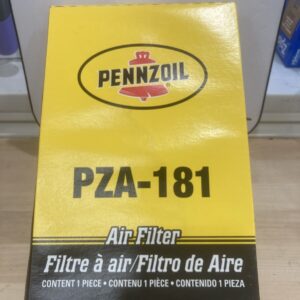 PENNZOIL
PZA-181
Air Filter
Filtre à air/Filtro de Aire
CONTENT 1 PIECE • CONTENU 1 PIÈCE • CONTENIDO 1 PIEZA